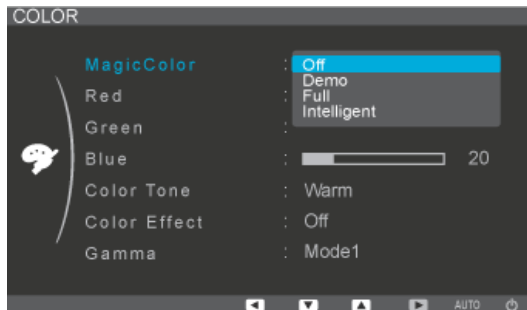 COLOR
MagicColor : Off
Demo
Red : Full
Intelligent
Green :
Blue : 20
Color Tone : Warm
Color Effect : Off
Gamma : Mode1
AUTO